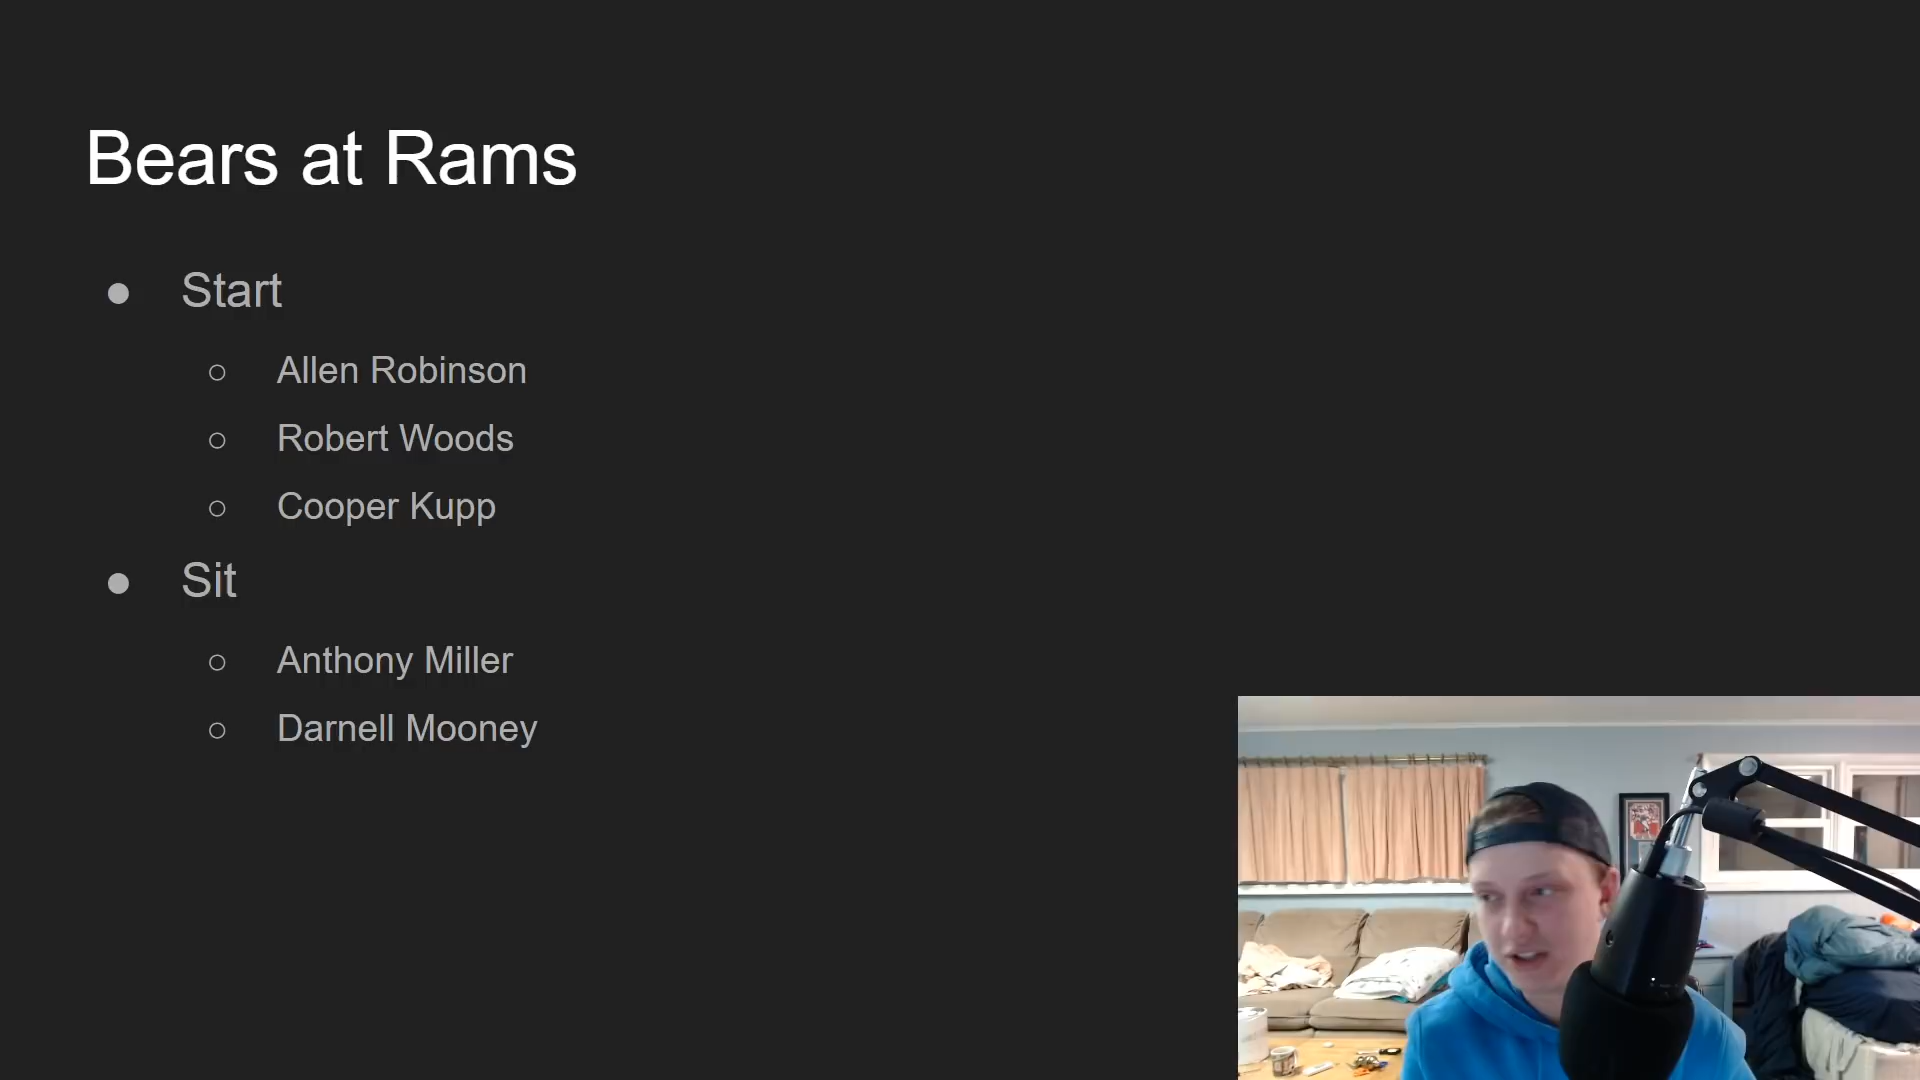 Bears at Rams
● Start
○ Allen Robinson
○ Robert Woods
○ Cooper Kupp
● Sit
○ Anthony Miller
○ Darnell Mooney